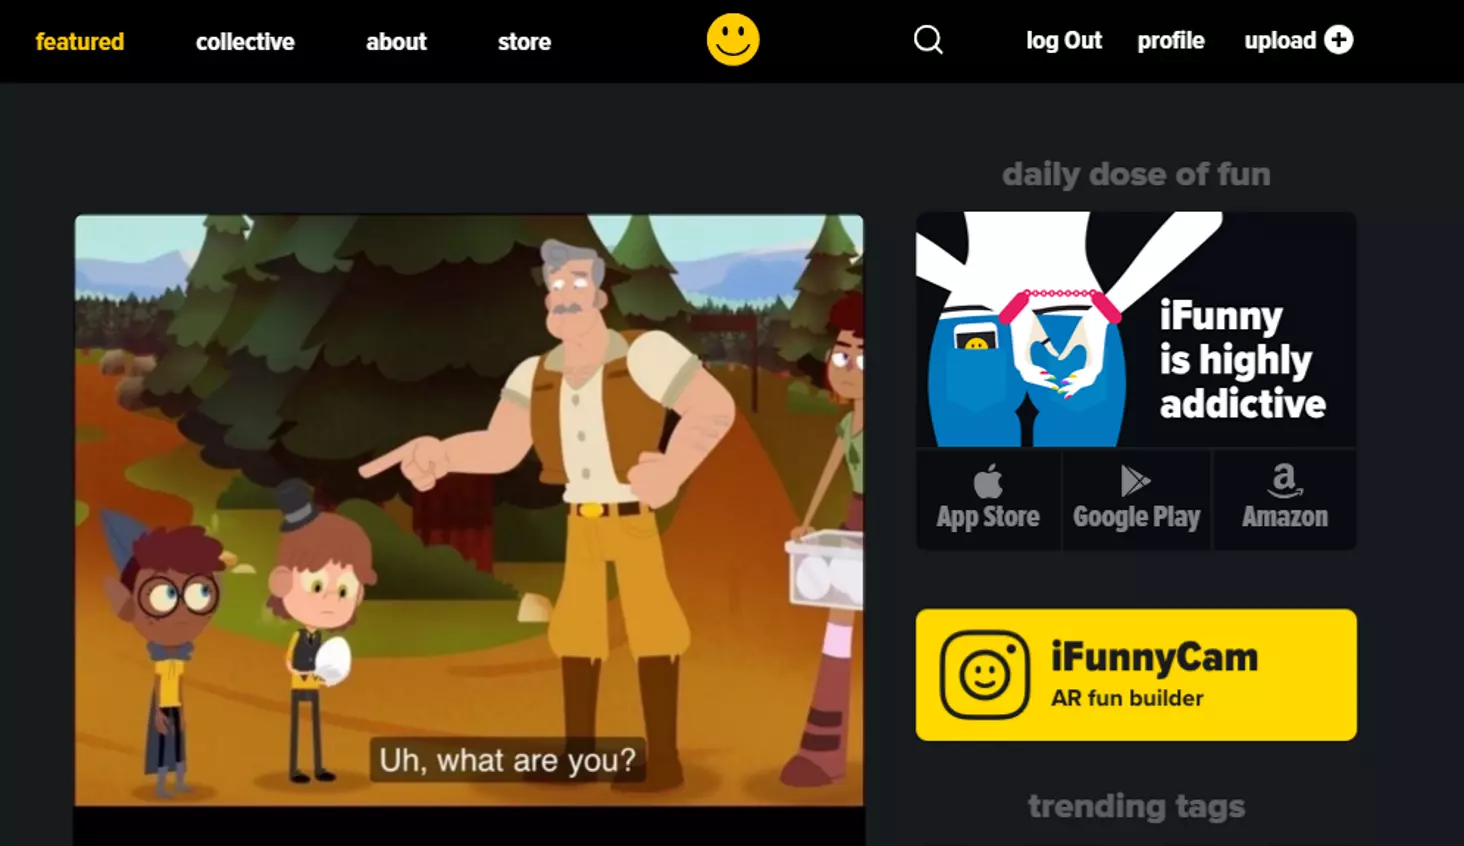 featured collective about store log Out profile upload
daily dose of fun
iFunny
is highly
addictive
App Store Google Play Amazon
iFunnyCam
AR fun builder
Uh, what are you?
trending tags